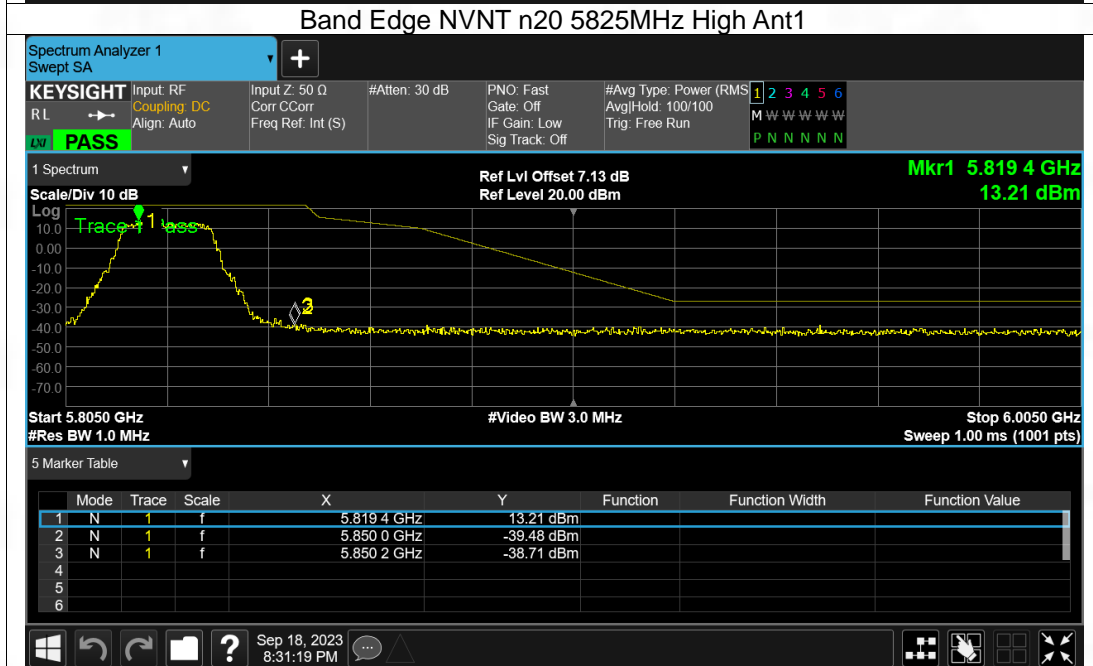 Band Edge NVNT n20 5825MHz High Ant1
Spectrum Analyzer 1
Swept SA
+
KEYSIGHT
RL
LXI PASS
Input: RF
Coupling: DC
Align: Auto
Input Z: 50 Ω
Corr CCorr
Freq Ref: Int (S)
#Atten: 30 dB
PNO: Fast
Gate: Off
IF Gain: Low
Sig Track: Off
#Avg Type: Power (RMS
Avg|Hold: 100/100
Trig: Free Run
1 2 3 4 5 6
M W W W W W
P N N N N N
1 Spectrum
Scale/Div 10 dB
Ref Lvl Offset 7.13 dB
Ref Level 20.00 dBm
Mkr1 5.819 4 GHz
13.21 dBm
Log
10.0
0.00
-10.0
-20.0
-30.0
-40.0
-50.0
-60.0
-70.0
Trace 1 Pass
1
3
Start 5.8050 GHz
#Res BW 1.0 MHz
#Video BW 3.0 MHz
Stop 6.0050 GHz
Sweep 1.00 ms (1001 pts)
5 Marker Table
Mode Trace Scale X Y Function Function Width Function Value
1 N 1 f 5.819 4 GHz 13.21 dBm
2 N 1 f 5.850 0 GHz -39.48 dBm
3 N 1 f 5.850 2 GHz -38.71 dBm
4
5
6
?
Sep 18, 2023
8:31:19 PM